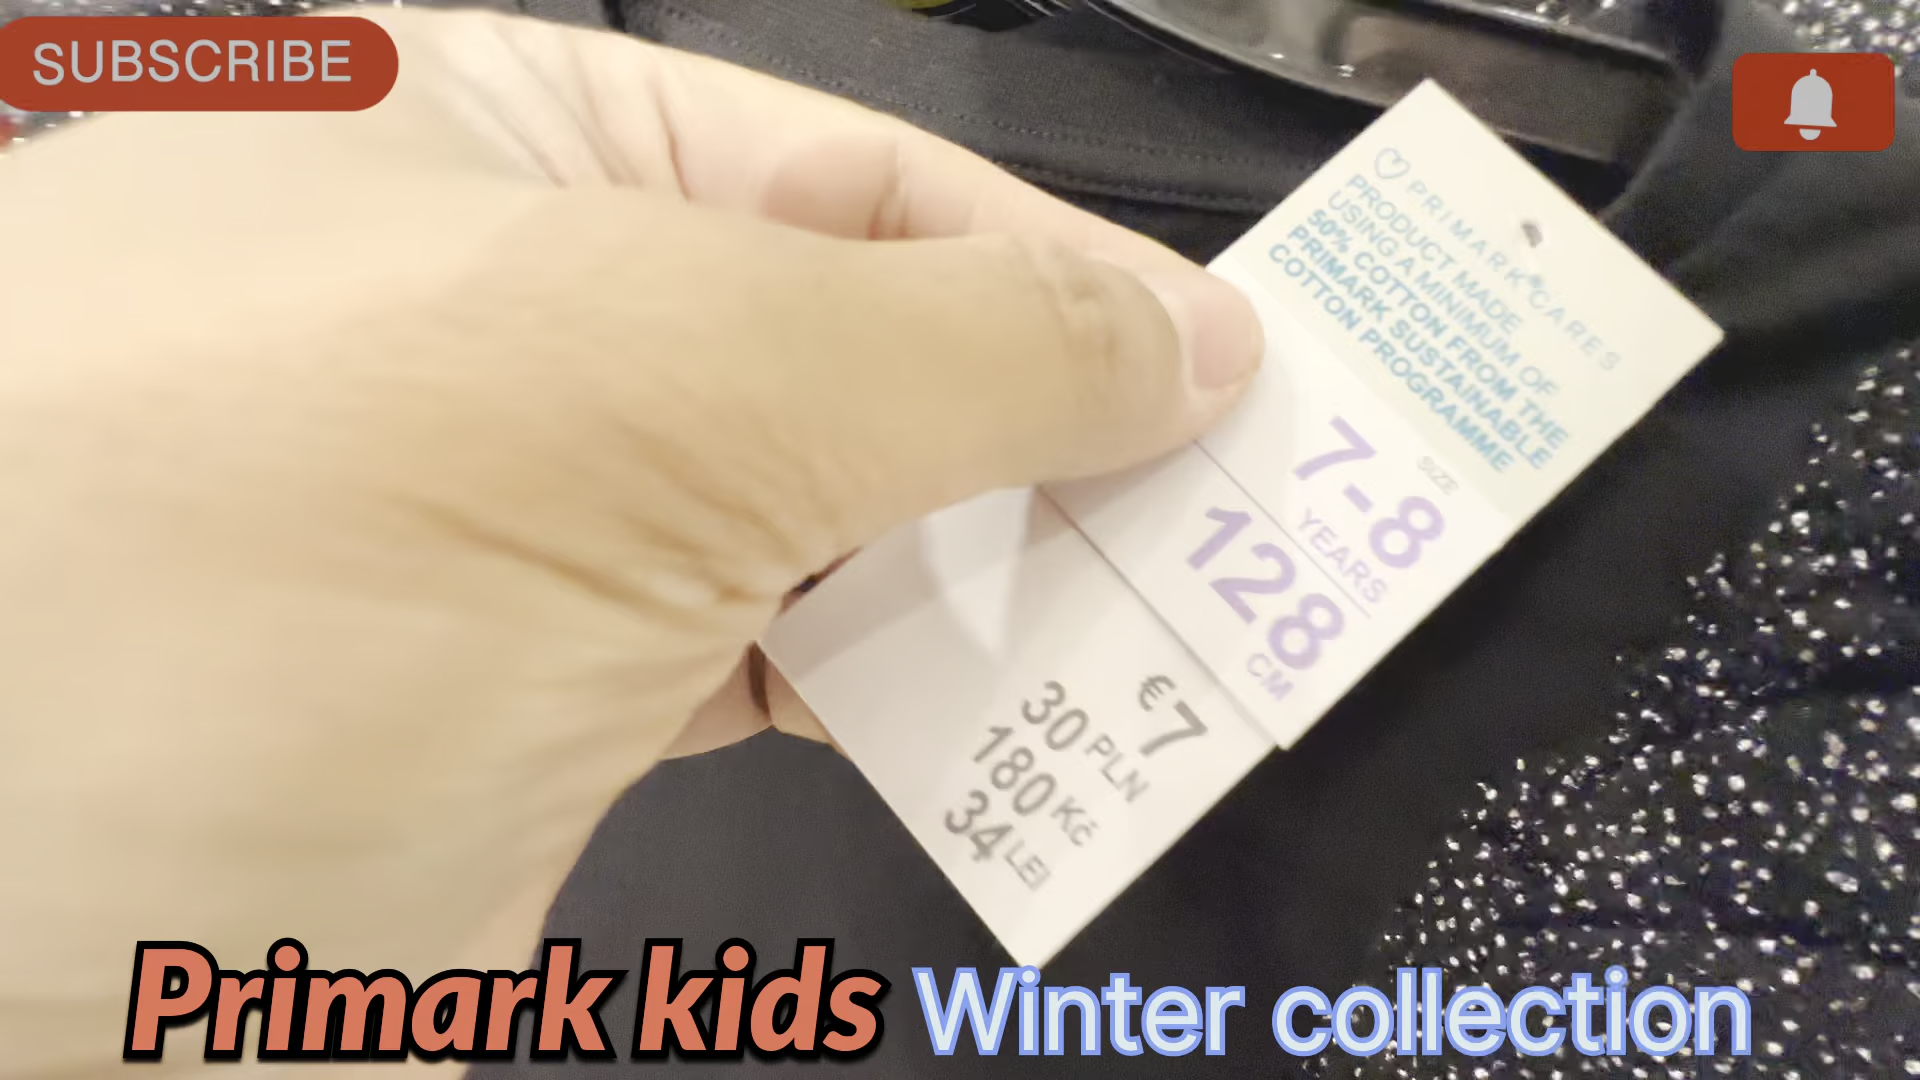 SUBSCRIBE
PRIMARK CARES
PRODUCT MADE
USING A MINIMUM OF
50% COTTON FROM THE
PRIMARK SUSTAINABLE
COTTON PROGRAMME
SIZE
7-8
YEARS
128
CM
€7
30 PLN
180 Kč
34 LEI
Primark kids Winter collection